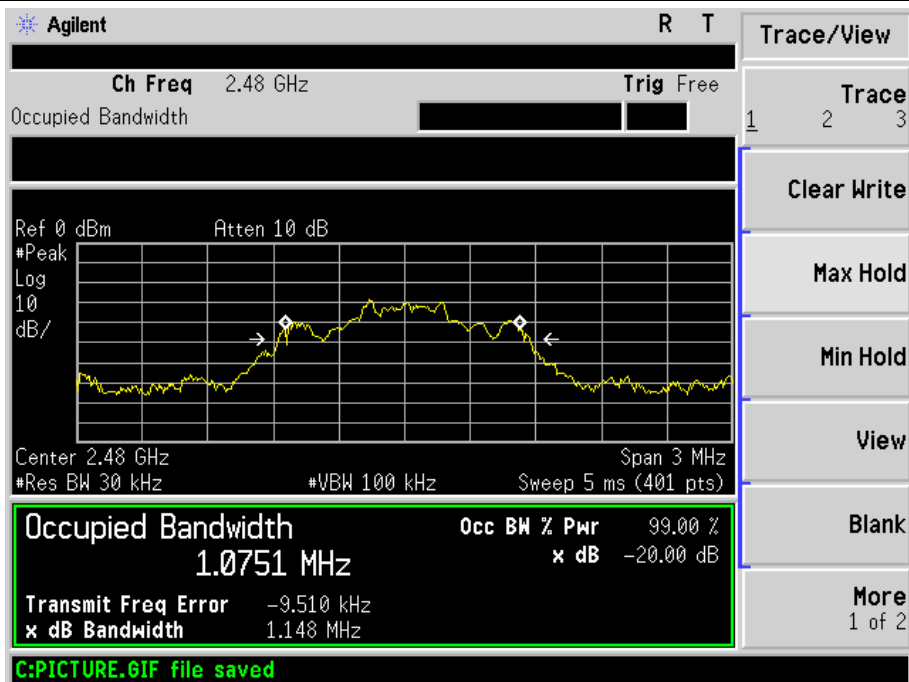 Agilent R T
Trace/View
Ch Freq 2.48 GHz Trig Free
Occupied Bandwidth
Trace
1 2 3
Clear Write
Max Hold
Min Hold
View
Blank
More
1 of 2
Ref 0 dBm Atten 10 dB
#Peak
Log
10
dB/
Center 2.48 GHz Span 3 MHz
#Res BW 30 kHz #VBW 100 kHz Sweep 5 ms (401 pts)
Occupied Bandwidth Occ BW % Pwr 99.00 %
1.0751 MHz x dB -20.00 dB
Transmit Freq Error -9.510 kHz
x dB Bandwidth 1.148 MHz
C:PICTURE.GIF file saved